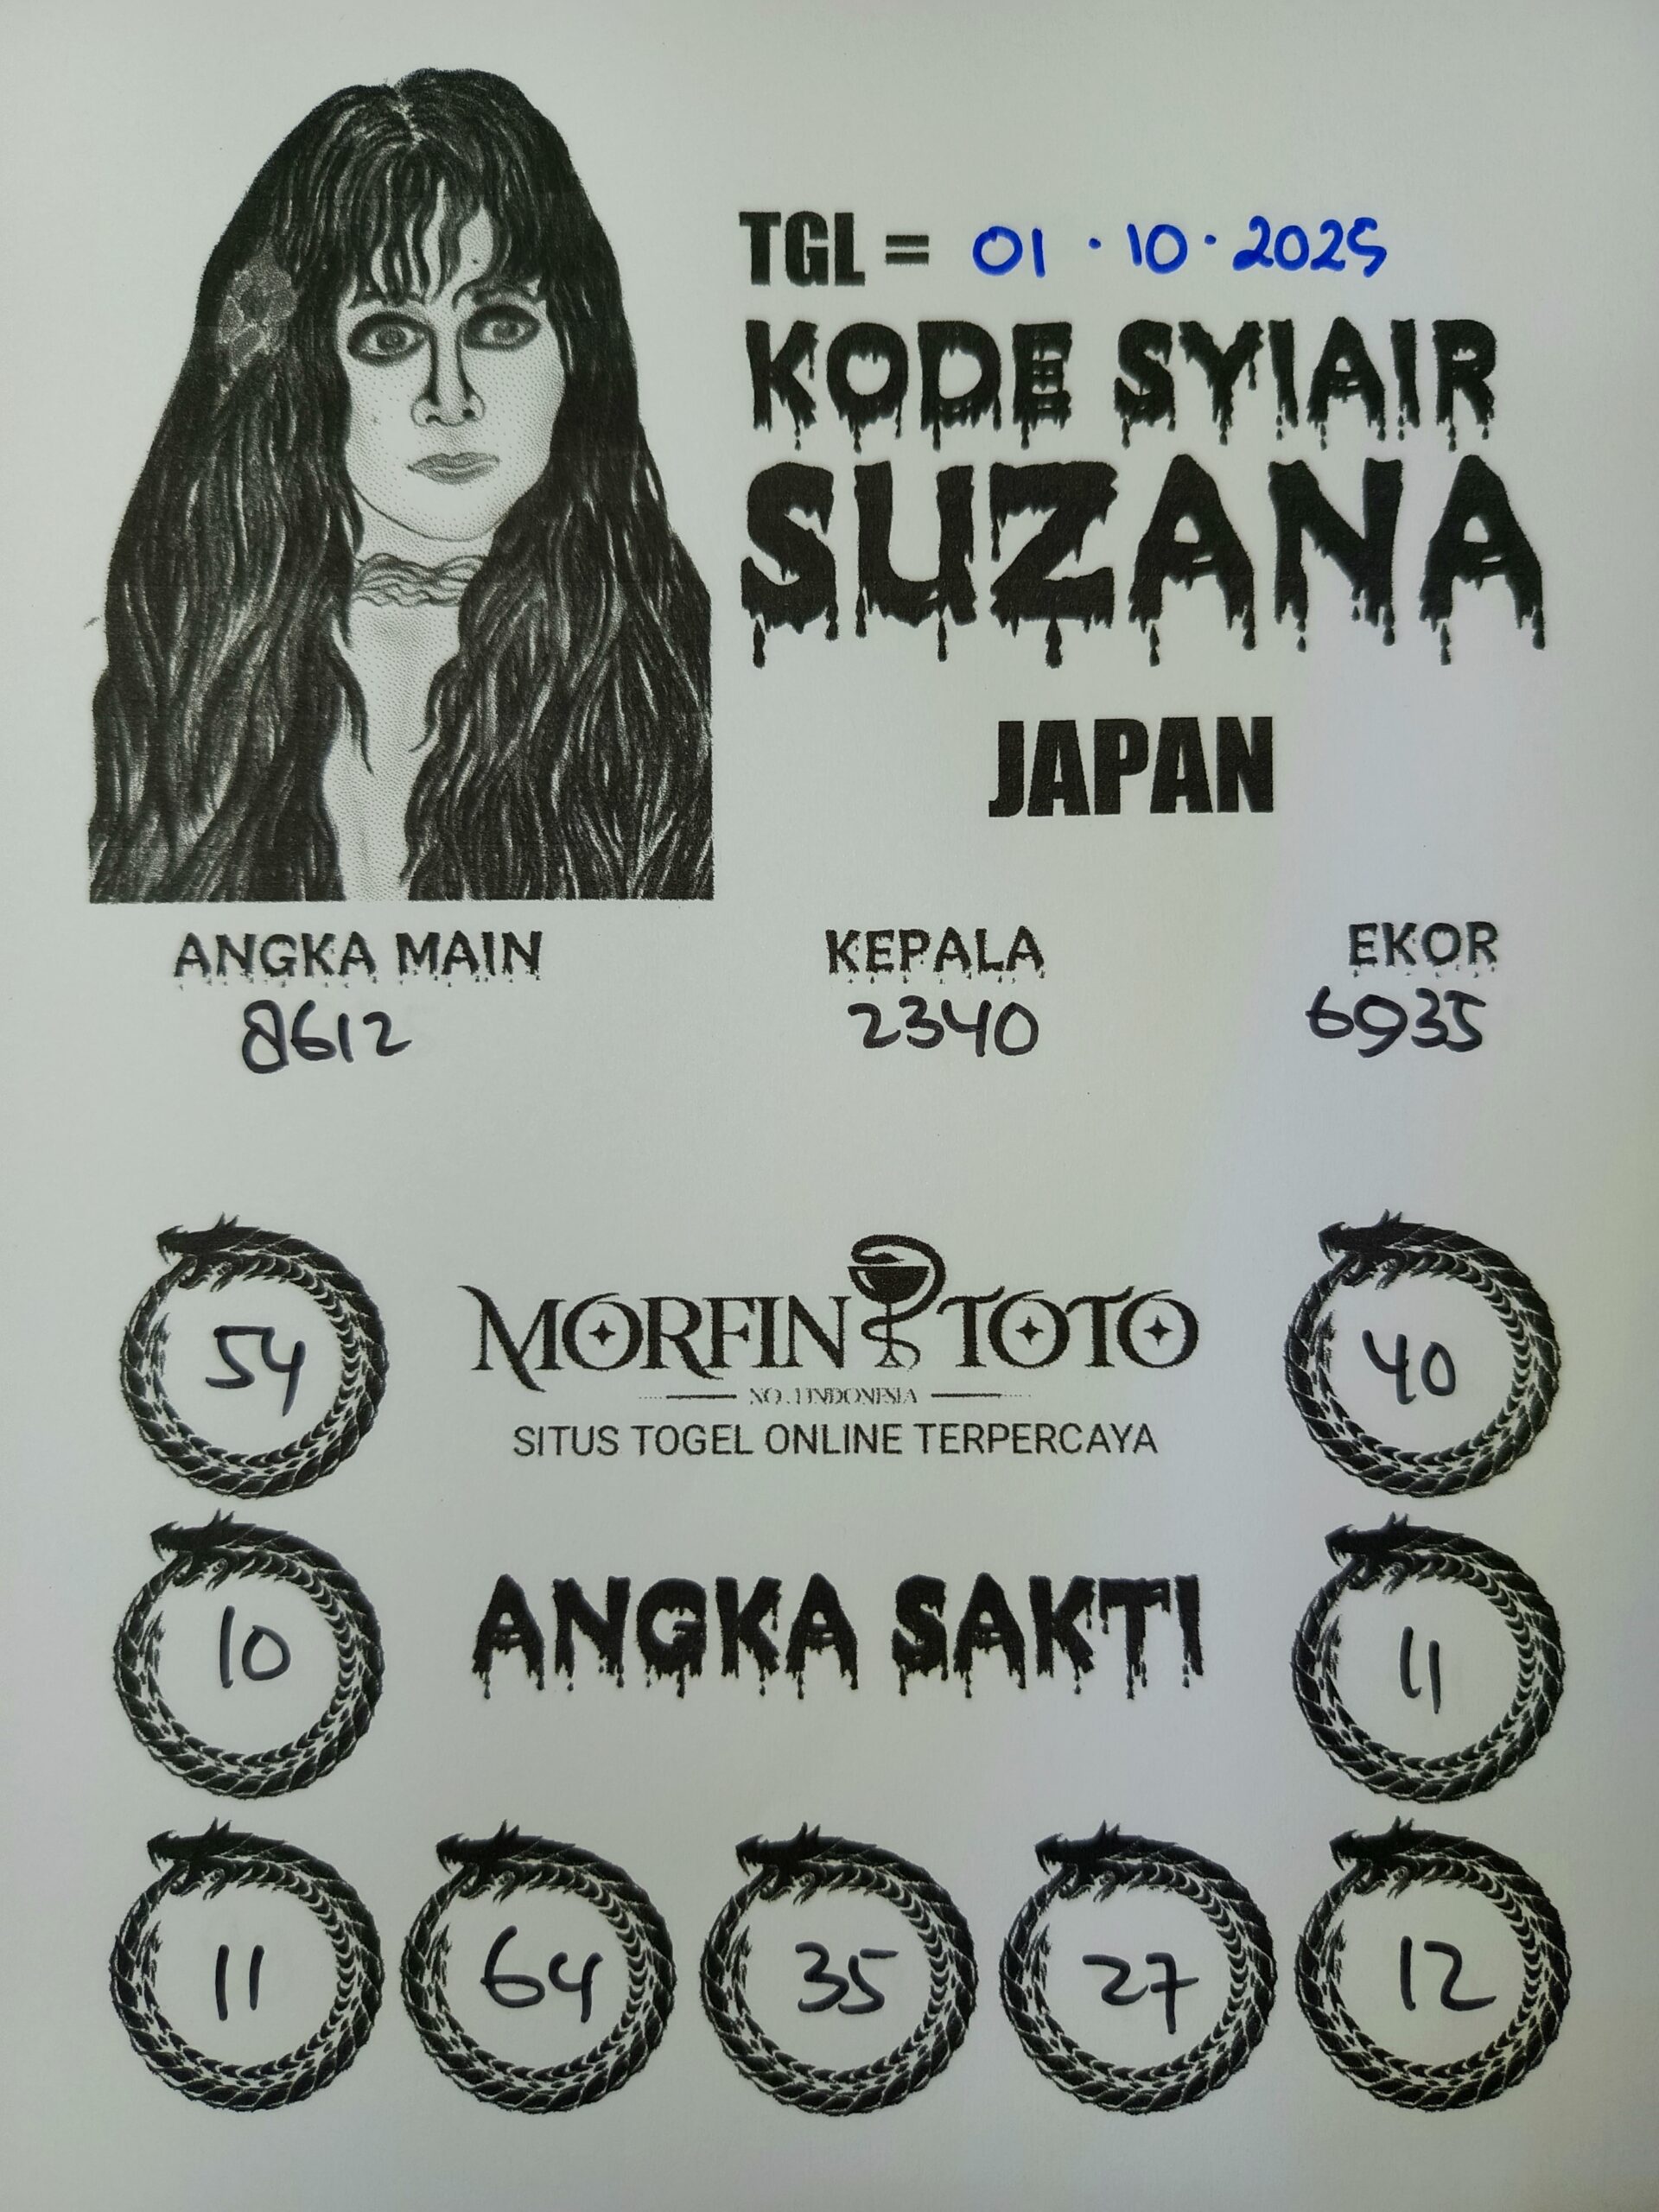 TGL = 01·10·2025
KODE SYIAIR
SUZANA
JAPAN
ANGKA MAIN KEPALA EKOR
8612 2340 6935
MORFIN TOTO
NO.1 INDONESIA
SITUS TOGEL ONLINE TERPERCAYA
54 40
ANGKA SAKTI
10 11
11 64 35 27 12